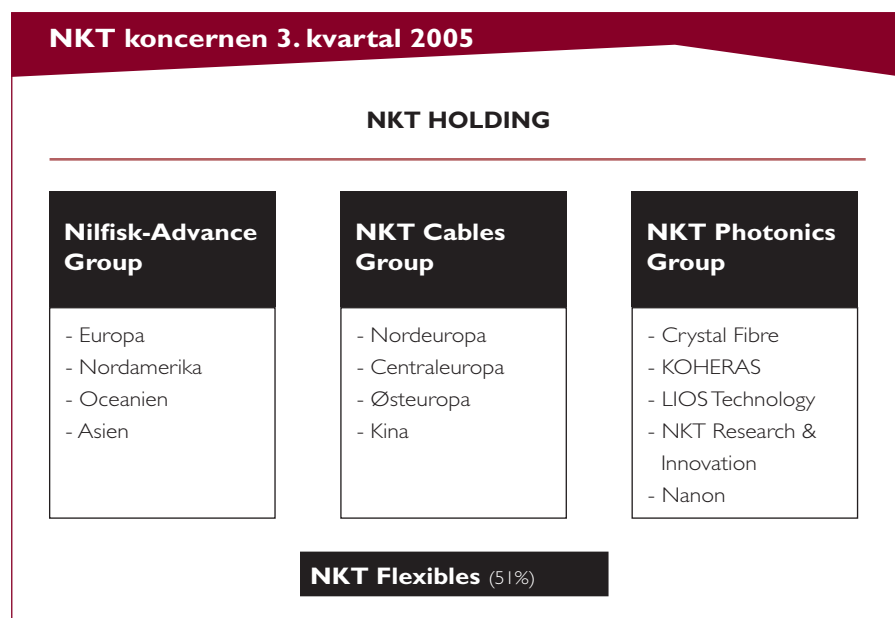 NKT koncernen 3. kvartal 2005
NKT HOLDING
Nilfisk-Advance
Group
- Europa
- Nordamerika
- Oceanien
- Asien
NKT Cables
Group
- Nordeuropa
- Centraleuropa
- Østeuropa
- Kina
NKT Photonics
Group
- Crystal Fibre
- KOHERAS
- LIOS Technology
- NKT Research &
Innovation
- Nanon
NKT Flexibles (51%)